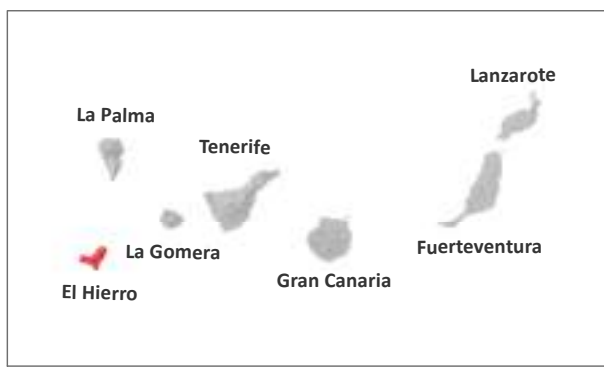 Lanzarote
La Palma
Tenerife
La Gomera
Fuerteventura
Gran Canaria
El Hierro